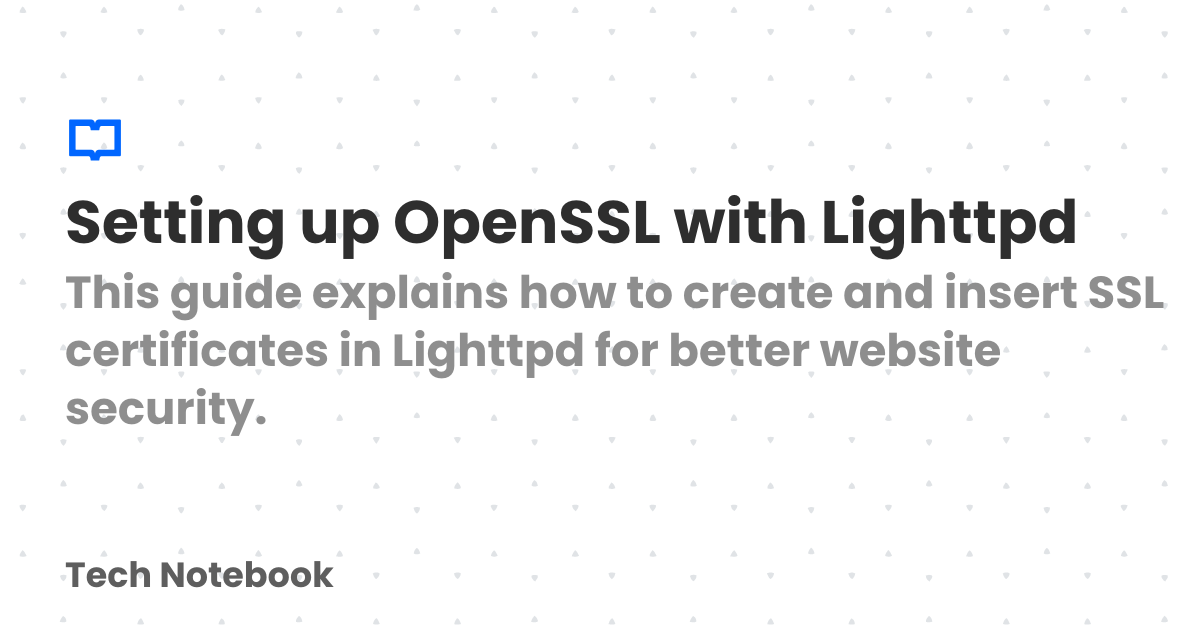 Setting up OpenSSL with Lighttpd
This guide explains how to create and insert SSL
certificates in Lighttpd for better website
security.
Tech Notebook